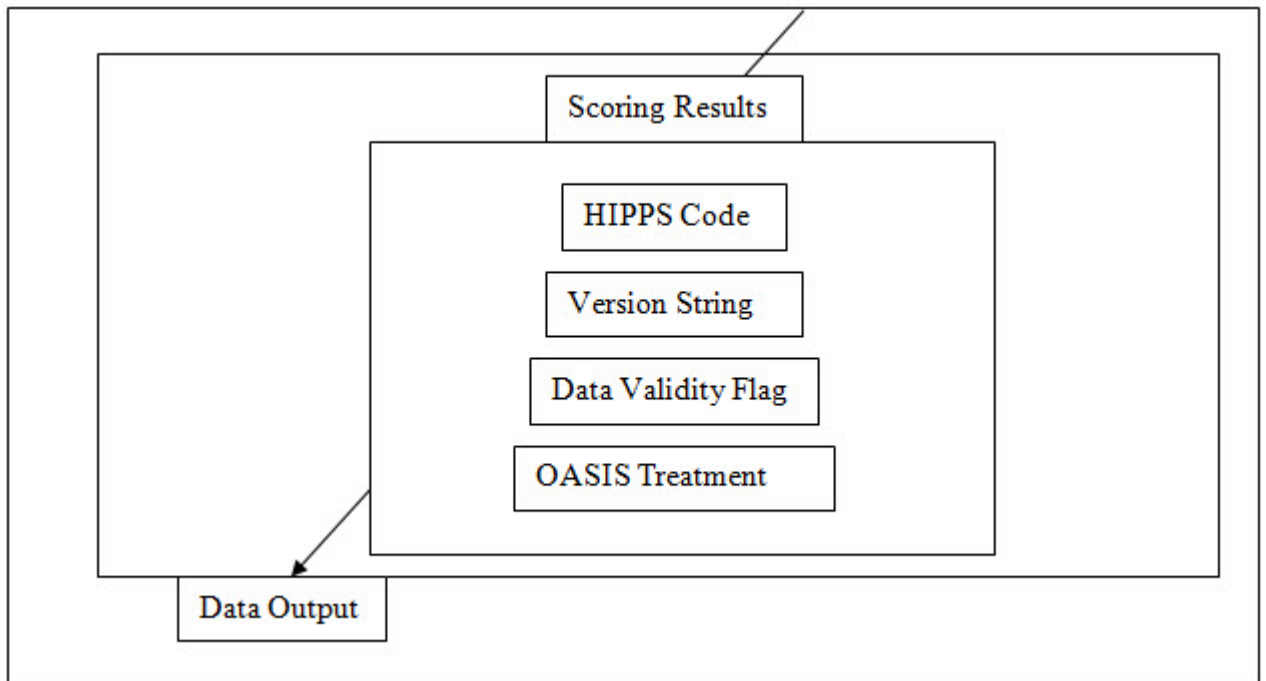 Scoring Results
HIPPS Code
Version String
Data Validity Flag
OASIS Treatment
Data Output